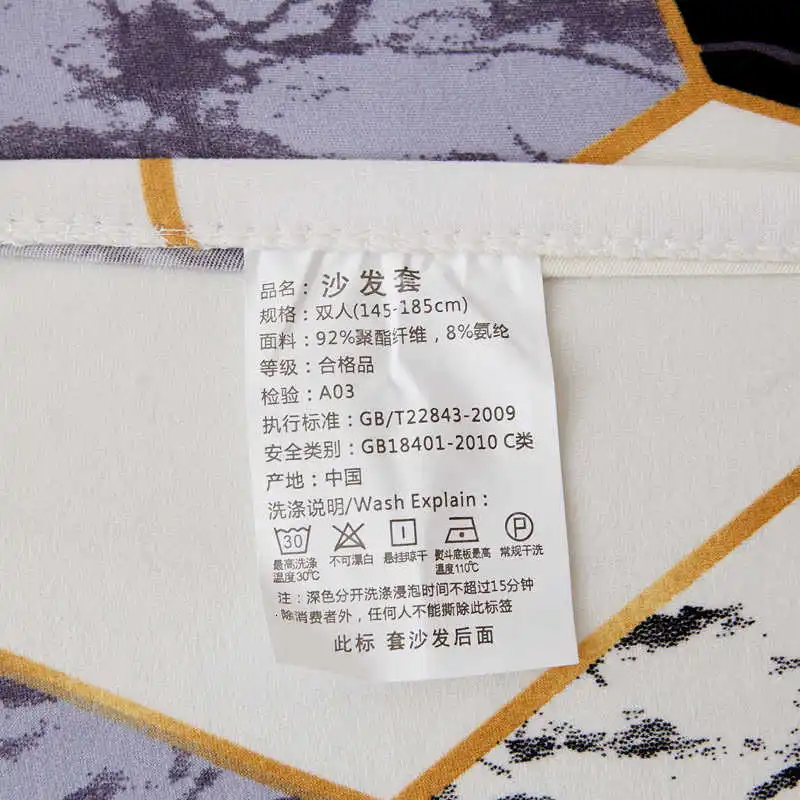 品名：沙发套
规格：双人(145-185cm)
面料：92%聚酯纤维，8%氨纶
等级：合格品
检验：A03
执行标准：GB/T22843-2009
安全类别：GB18401-2010 C类
产地：中国
洗涤说明/Wash Explain：
30 P
最高洗涤温度30℃ 不可漂白 悬挂晾干 熨斗底板最高温度110℃ 常规干洗
注：深色分开洗涤浸泡时间不超过15分钟
·除消费者外，任何人不能撕除此标签
此标 套沙发后面